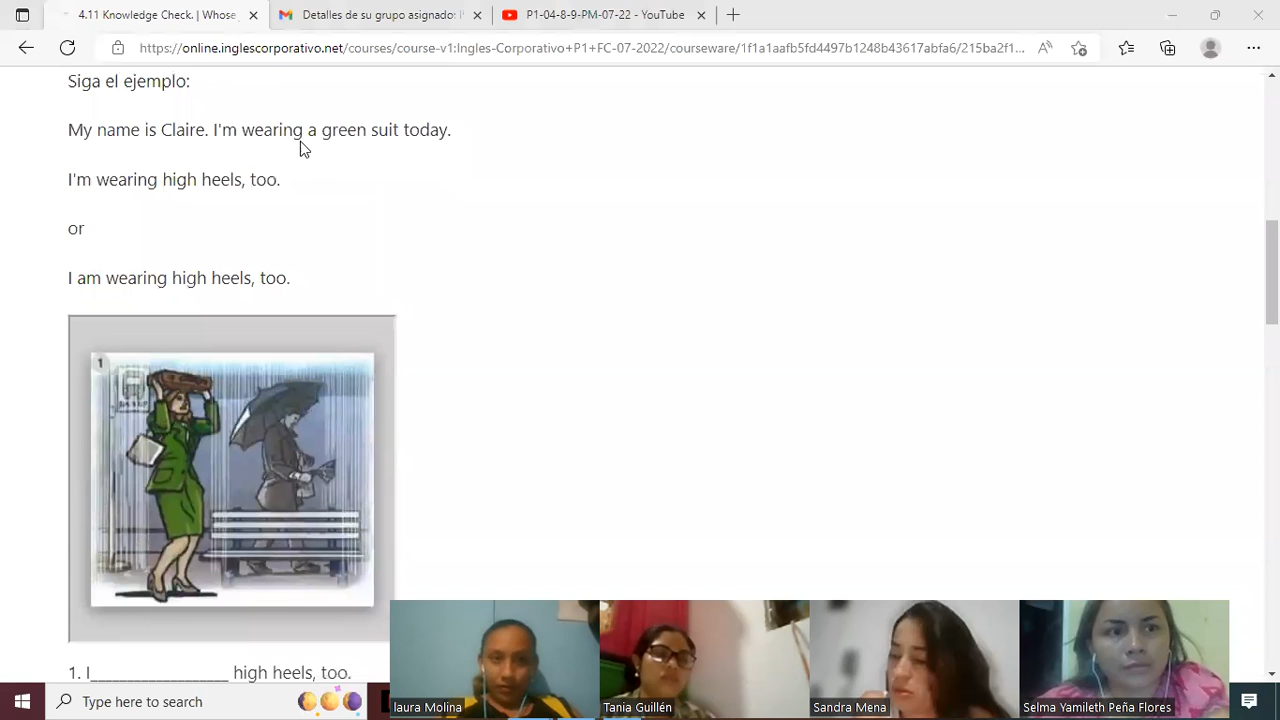 4.11 Knowledge Check. | Whose
Detalles de su grupo asignado:
P1-04-8-9-PM-07-22 - YouTube
https://online.inglescorporativo.net/courses/course-v1:Ingles-Corporativo+P1+FC-07-2022/courseware/1f1a1aafb5fd4497b1248b43617abfa6/215ba2f1...
Siga el ejemplo:
My name is Claire. I'm wearing a green suit today.
I'm wearing high heels, too.
or
I am wearing high heels, too.
1
1. I_________________ high heels, too.
laura Molina
Tania Guillén
Sandra Mena
Selma Yamileth Peña Flores
Type here to search